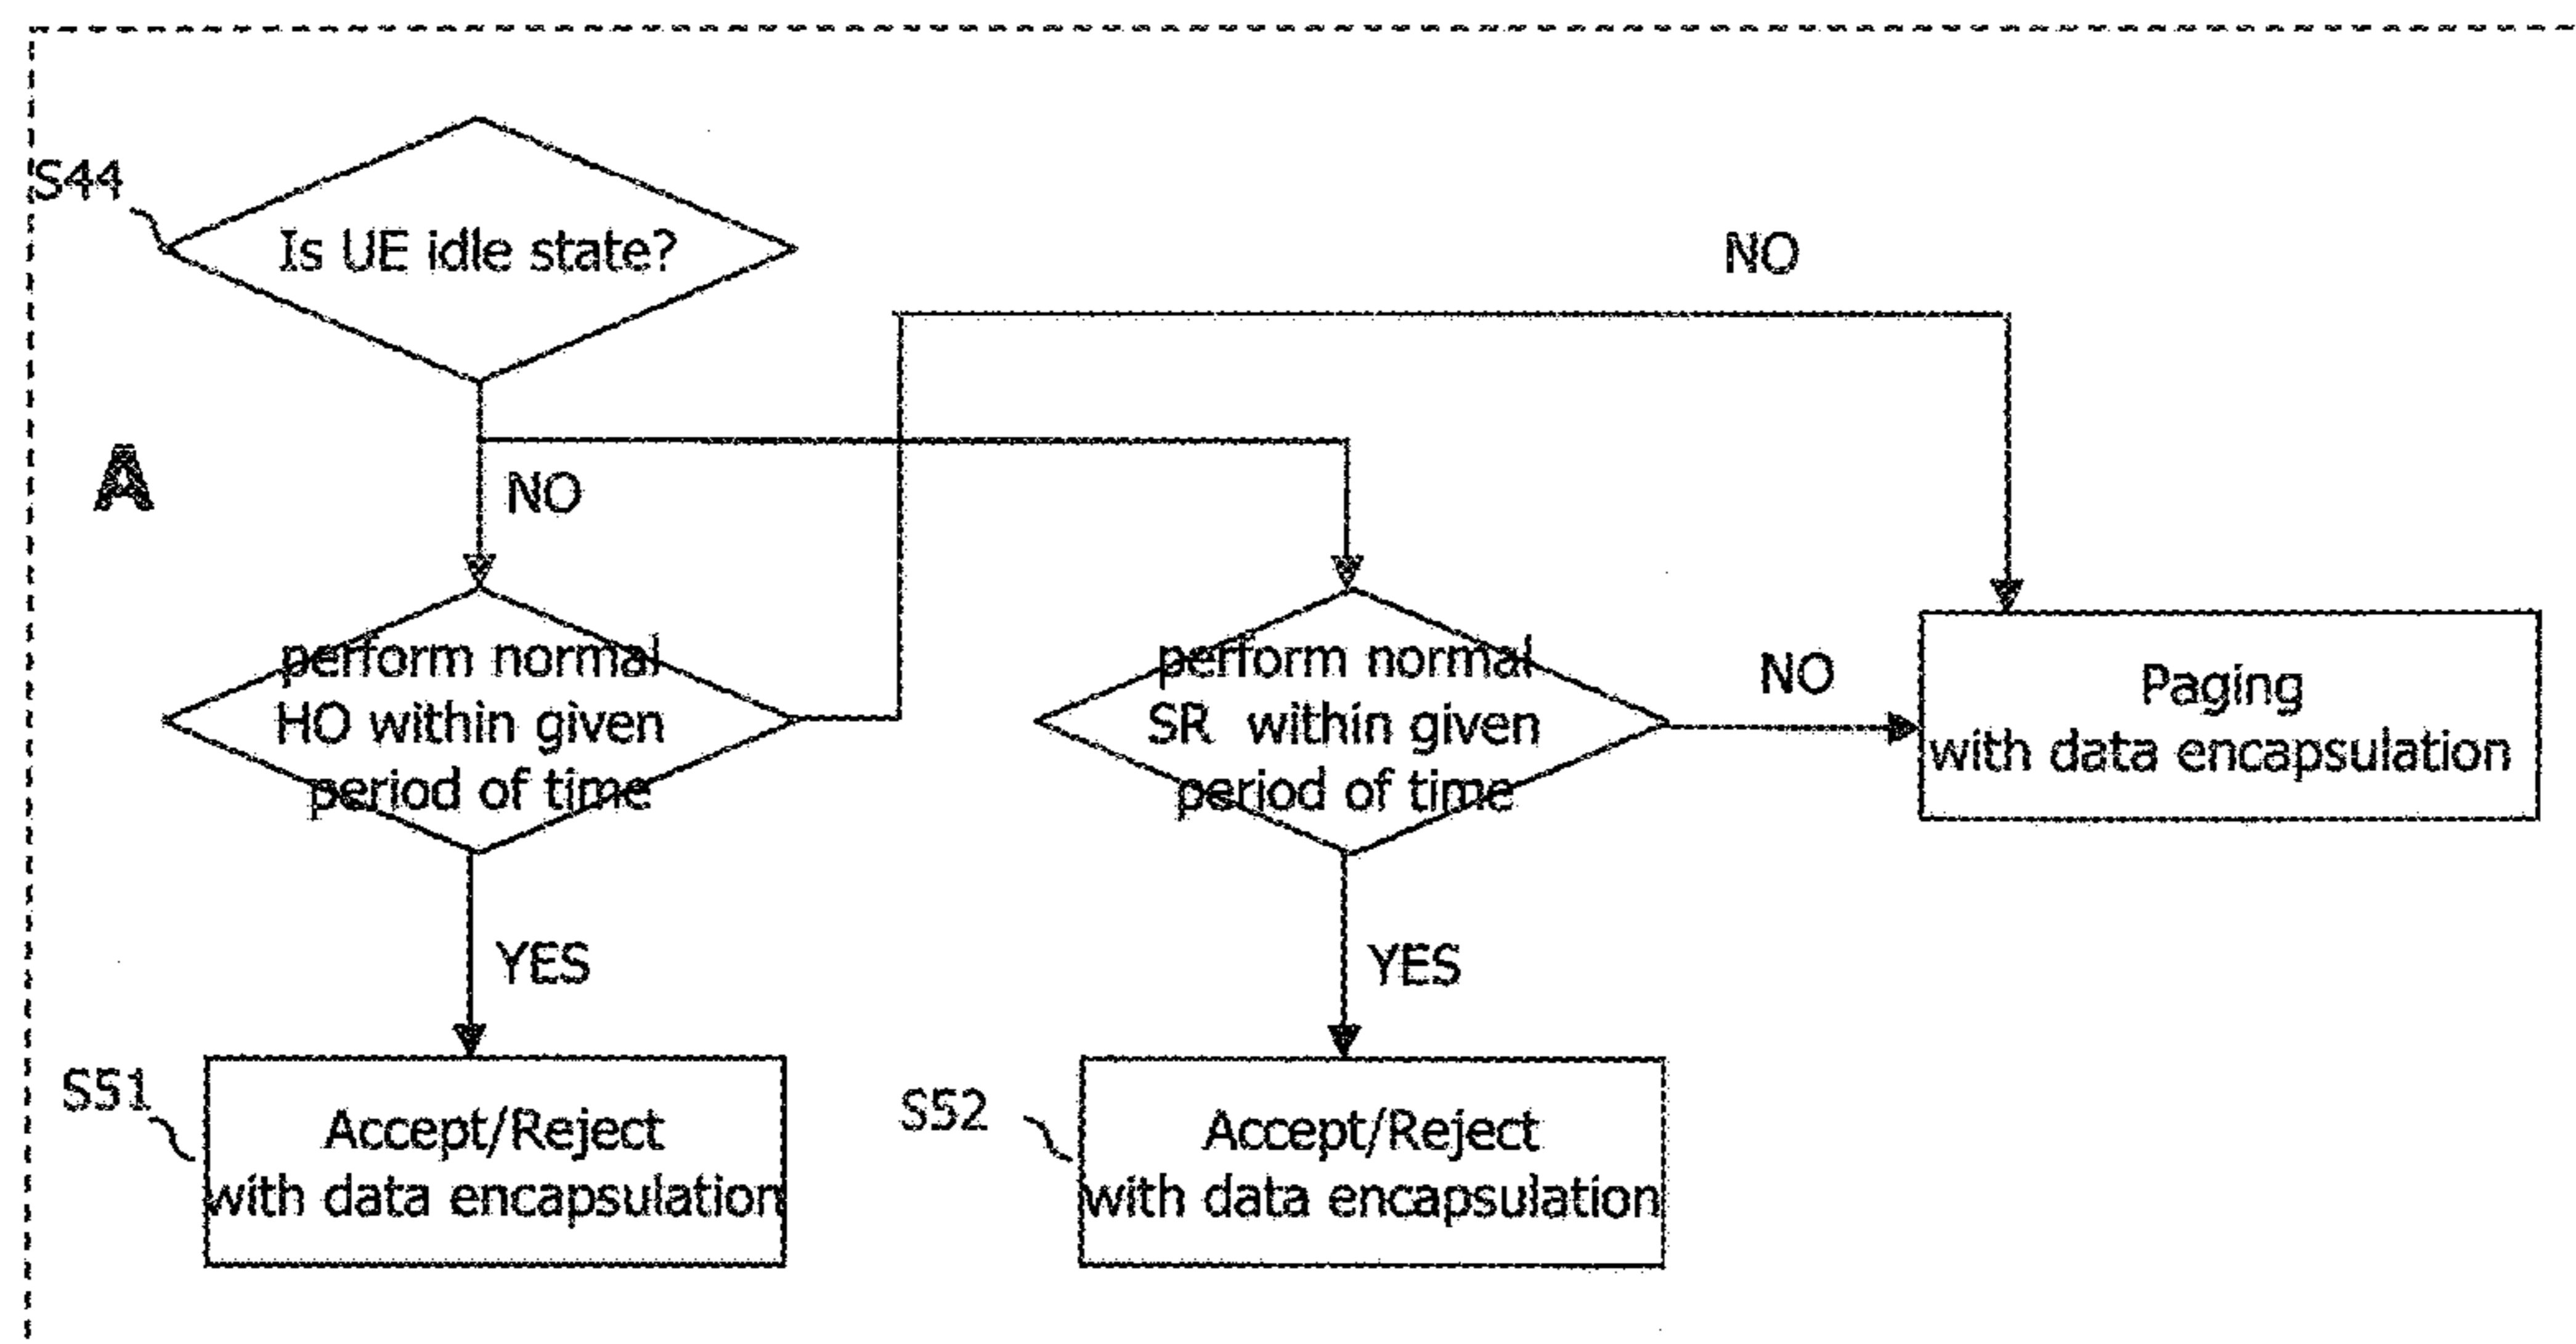 S44
Is UE idle state?
NO
A
NO
perform normal
HO within given
period of time
perform normal
SR within given
period of time
NO
Paging
with data encapsulation
YES
YES
S51
Accept/Reject
with data encapsulation
S52
Accept/Reject
with data encapsulation